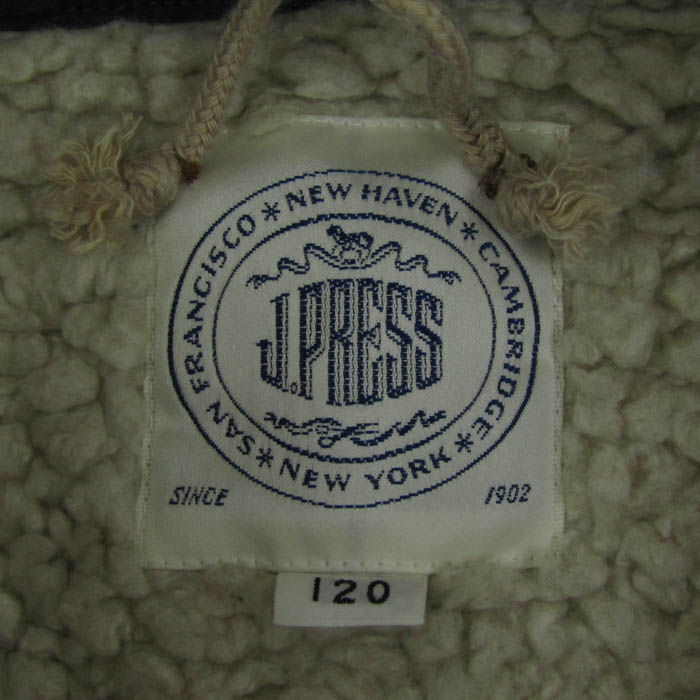 SAN FRANCISCO * NEW HAVEN * CAMBRIDGE * NEW YORK *
J.PRESS
SINCE 1902
120